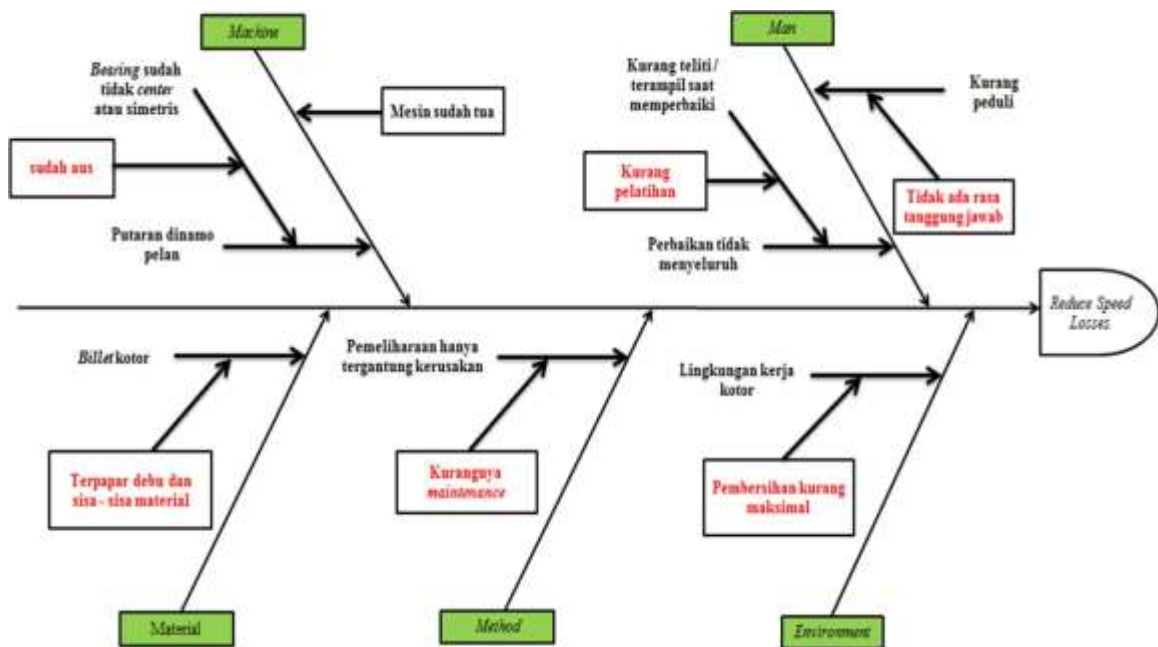 Machine
Man
Bearing sudah
tidak center
atau simetris
Mesin sudah tua
Kurang teliti /
terampil saat
memperbaiki
Kurang
peduli
sudah aus
Kurang
pelatihan
Tidak ada rasa
tanggung jawab
Putaran dinamo
pelan
Perbaikan tidak
menyeluruh
Reduce Speed
Losses
Billet kotor
Pemeliharaan hanya
tergantung kerusakan
Lingkungan kerja
kotor
Terpapar debu dan
sisa - sisa material
Kurangnya
maintenance
Pembersihan kurang
maksimal
Material
Method
Environment